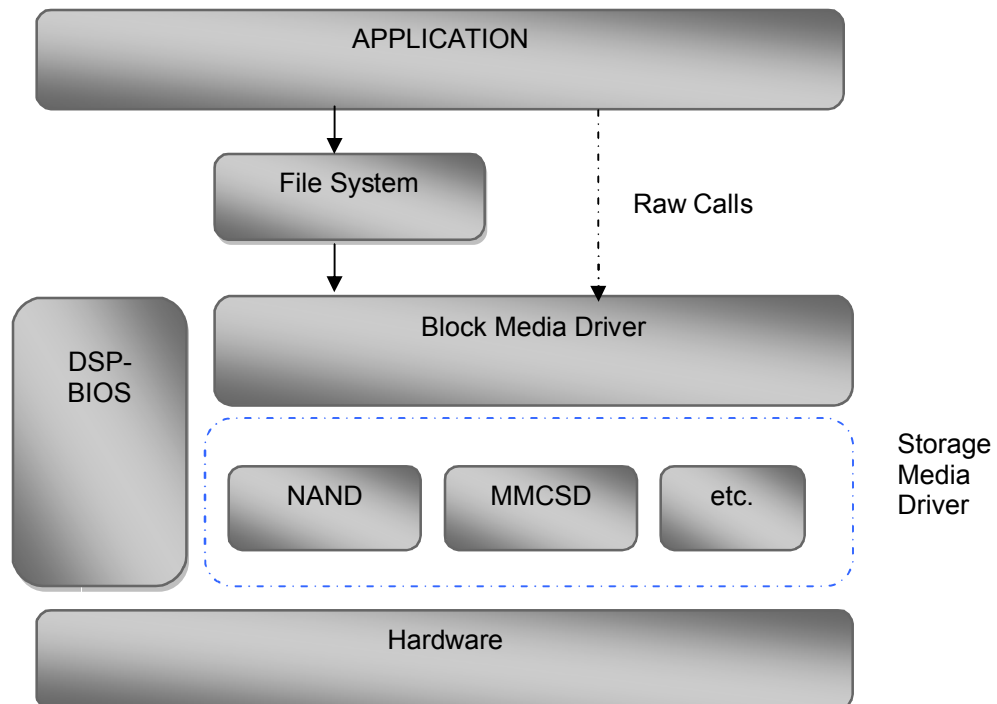 APPLICATION
File System
Raw Calls
Block Media Driver
DSP-
BIOS
Storage
Media
Driver
NAND
MMCSD
etc.
Hardware